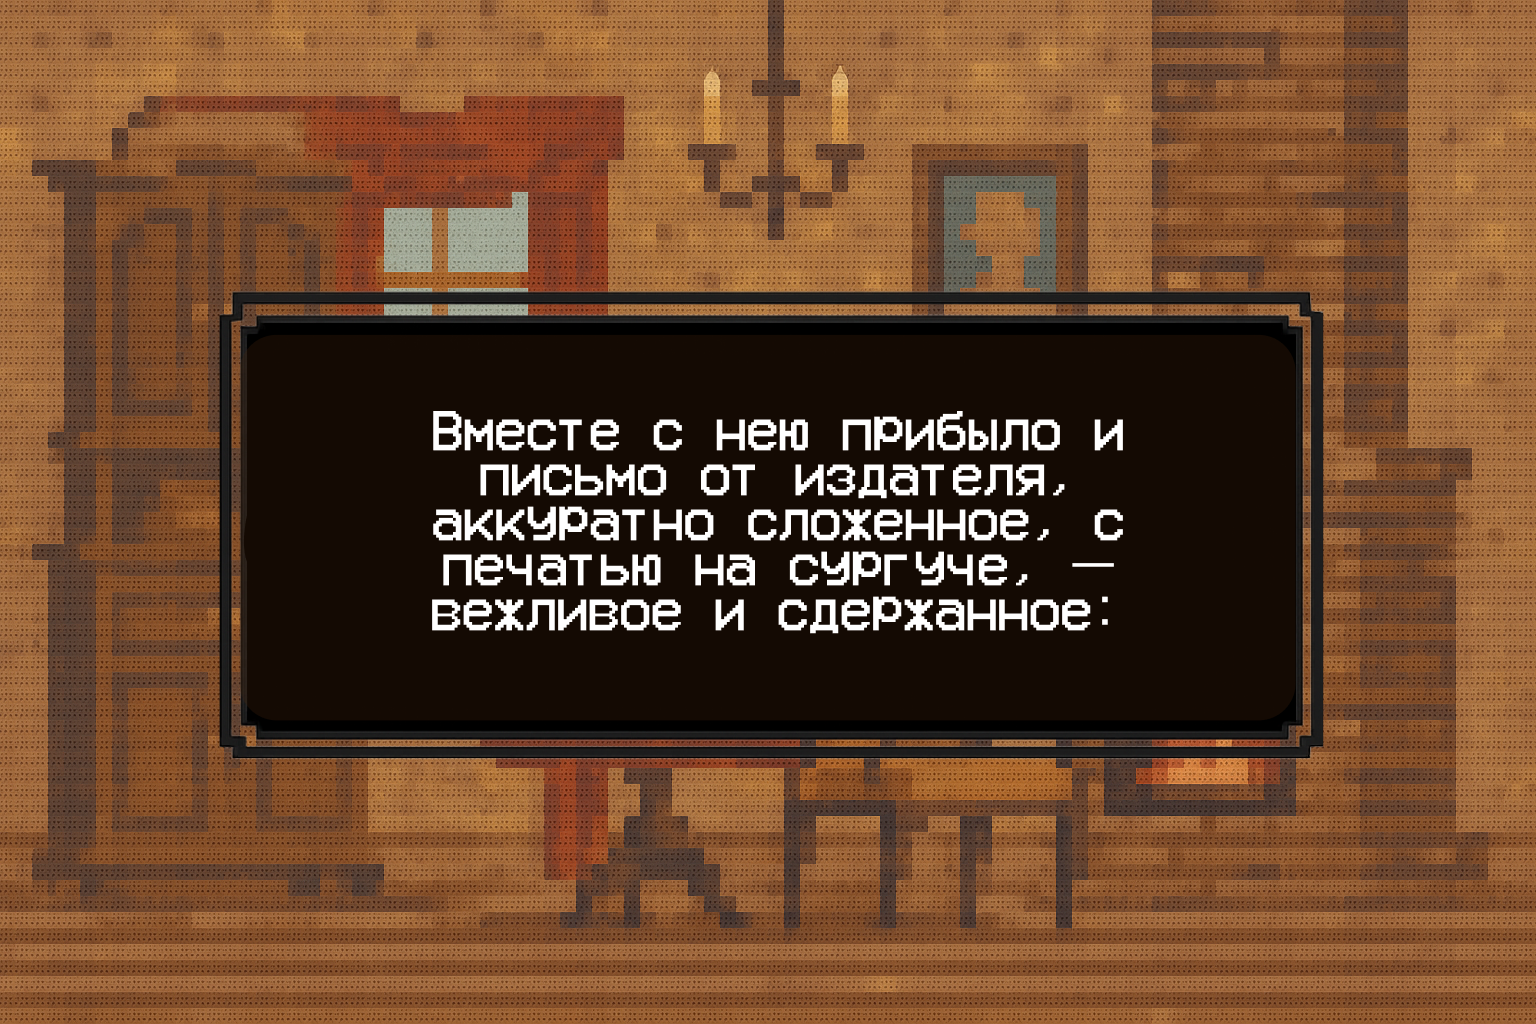 Вместе с нею прибыло и
письмо от издателя,
аккуратно сложенное, с
печатью на сургуче, —
вежливое и сдержанное: